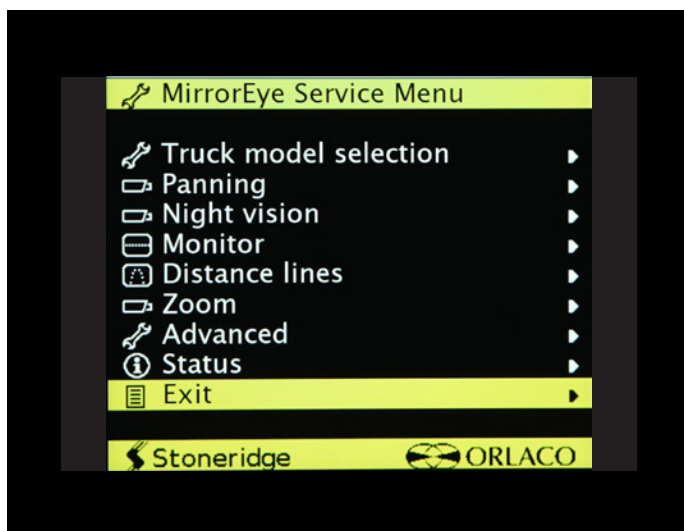 MirrorEye Service Menu
Truck model selection
Panning
Night vision
Monitor
Distance lines
Zoom
Advanced
Status
Exit
Stoneridge ORLACO